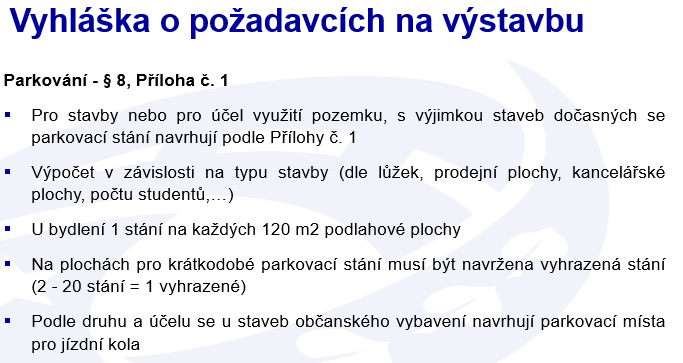 Vyhláška o požadavcích na výstavbu
Parkování - § 8, Příloha č. 1
▪ Pro stavby nebo pro účel využití pozemku, s výjimkou staveb dočasných se
parkovací stání navrhují podle Přílohy č. 1
▪ Výpočet v závislosti na typu stavby (dle lůžek, prodejní plochy, kancelářské
plochy, počtu studentů,…)
▪ U bydlení 1 stání na každých 120 m2 podlahové plochy
▪ Na plochách pro krátkodobé parkovací stání musí být navržena vyhrazená stání
(2 - 20 stání = 1 vyhrazené)
▪ Podle druhu a účelu se u staveb občanského vybavení navrhují parkovací místa
pro jízdní kola